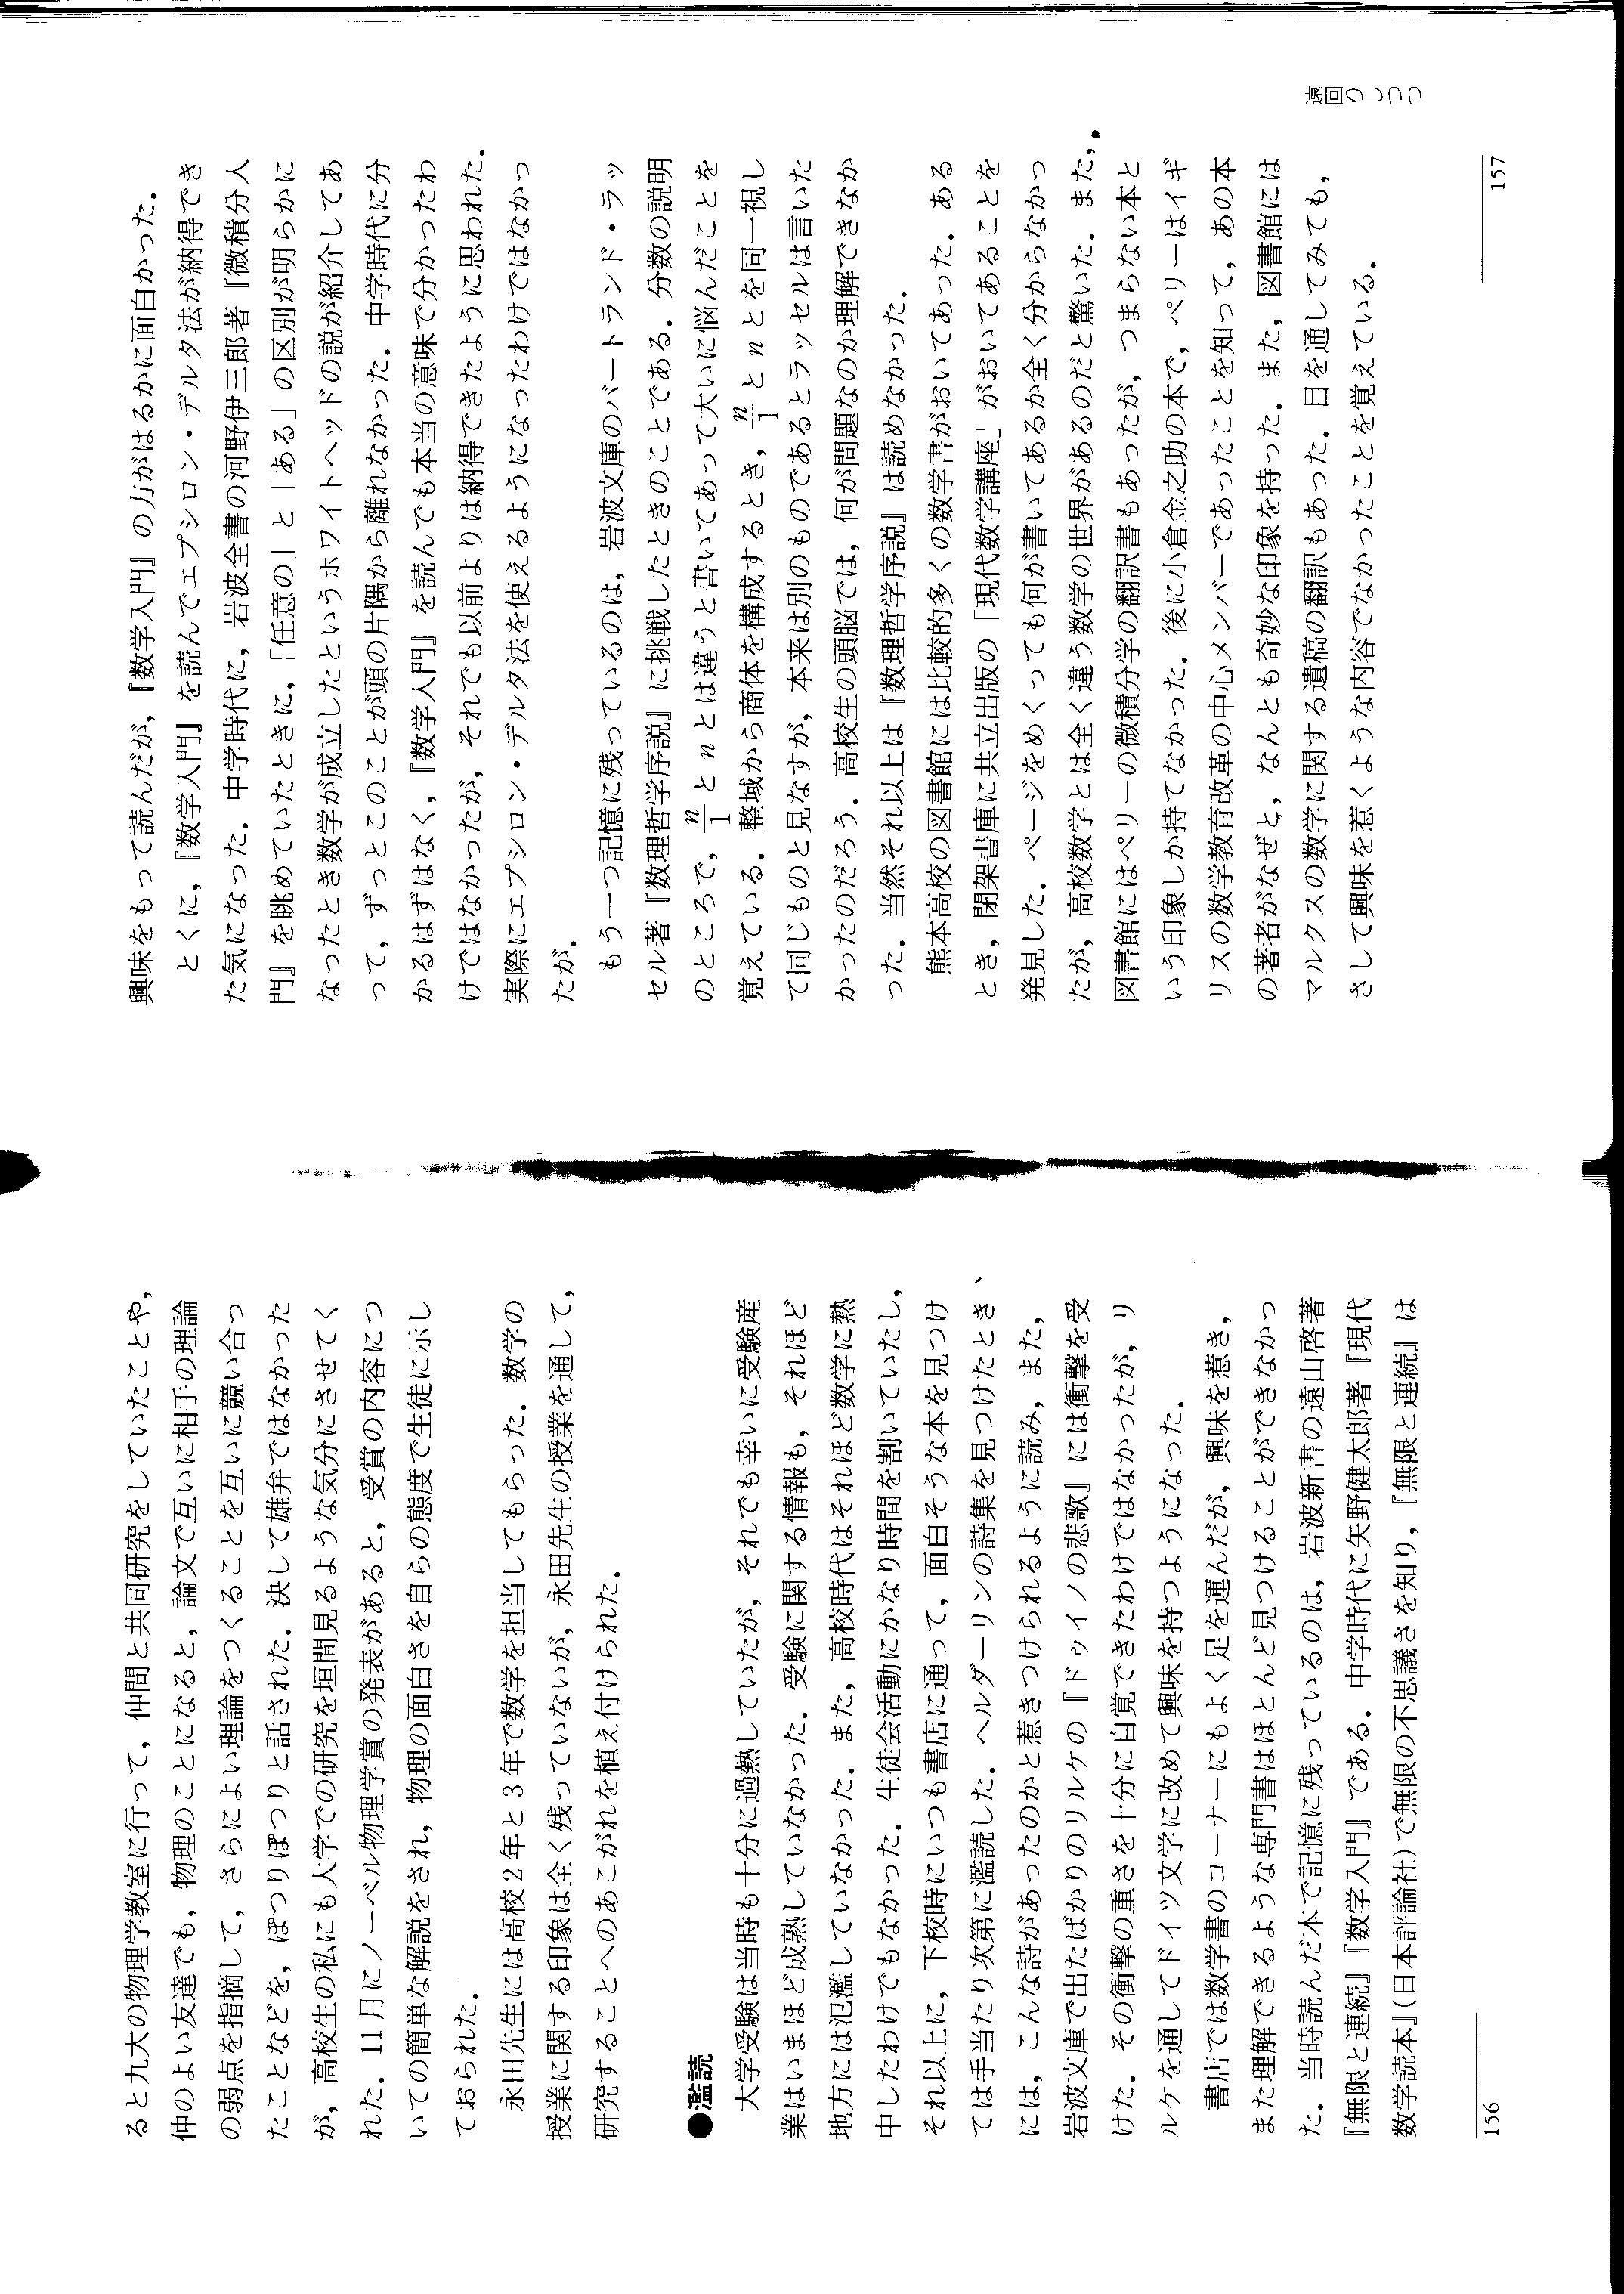 ると九大の物理学教室に行って，仲間と共同研究をしていたことや，
仲のよい友達でも，物理のことになると，論文で互いに相手の理論
の弱点を指摘して，さらによい理論をつくることを互いに競い合っ
たことなどを，ぽつりぽつりと話された．決して雄弁ではなかった
が，高校生の私にも大学での研究を垣間見るような気分にさせてく
れた．11月にノーベル物理学賞の発表があると，受賞の内容につ
いての簡単な解説をされ，物理の面白さを自らの態度で生徒に示し
ておられた．
永田先生には高校2年と3年で数学を担当してもらった．数学の
授業に関する印象は全く残っていないが，永田先生の授業を通して，
研究することへのあこがれを植え付けられた．
●濫読
大学受験は当時も十分に過熱していたが，それでも幸いに受験産
業はいまほど成熟していなかった．受験に関する情報も，それほど
地方には氾濫していなかった．また，高校時代はそれほど数学に熱
中したわけでもなかった．生徒会活動にかなり時間を割いていたし，
それ以上に，下校時にいつも書店に通って，面白そうな本を見つけ
ては手当たり次第に濫読した．ヘルダーリンの詩集を見つけたとき
には，こんな詩があったのかと惹きつけられるように読み，また，
岩波文庫で出たばかりのリルケの『ドゥイノの悲歌』には衝撃を受
けた．その衝撃の重さを十分に自覚できたわけではなかったが，リ
ルケを通してドイツ文学に改めて興味を持つようになった．
書店では数学書のコーナーにもよく足を運んだが，興味を惹き，
また理解できるような専門書はほとんど見つけることができなかっ
た．当時読んだ本で記憶に残っているのは，岩波新書の遠山啓著
『無限と連続』『数学入門』である．中学時代に矢野健太郎著『現代
数学読本』(日本評論社)で無限の不思議さを知り，『無限と連続』は
156
興味をもって読んだが，『数学入門』の方がはるかに面白かった．
とくに，『数学入門』を読んでエプシロン・デルタ法が納得でき
た気になった．中学時代に，岩波全書の河野伊三郎著『微積分入
門』を眺めていたときに，「任意の」と「ある」の区別が明らかに
なったとき数学が成立したというホワイトヘッドの説が紹介してあ
って，ずっとこのことが頭の片隅から離れなかった．中学時代に分
かるはずはなく，『数学入門』を読んでも本当の意味で分かったわ
けではなかったが，それでも以前よりは納得できたように思われた．
実際にエプシロン・デルタ法を使えるようになったわけではなかっ
たが．
もう一つ記憶に残っているのは，岩波文庫のバートランド・ラッ
セル著『数理哲学序説』に挑戦したときのことである．分数の説明
のところで，n/1とnとは違うと書いてあって大いに悩んだことを
覚えている．整域から商体を構成するとき，n/1とnとを同一視し
て同じものと見なすが，本来は別のものであるとラッセルは言いた
かったのだろう．高校生の頭脳では，何が問題なのか理解できなか
った．当然それ以上は『数理哲学序説』は読めなかった．
熊本高校の図書館には比較的多くの数学書がおいてあった．ある
とき，閉架書庫に共立出版の「現代数学講座」がおいてあることを
発見した．ページをめくっても何が書いてあるか全く分からなかっ
たが，高校数学とは全く違う数学の世界があるのだと驚いた．また，
図書館にはペリーの微積分学の翻訳書もあったが，つまらない本と
いう印象しか持てなかった．後に小倉金之助の本で，ペリーはイギ
リスの数学教育改革の中心メンバーであったことを知って，あの本
の著者がなぜと，なんとも奇妙な印象を持った．また，図書館には
マルクスの数学に関する遺稿の翻訳もあった．目を通してみても，
さして興味を惹くような内容でなかったことを覚えている．
157
遠回りしつつ